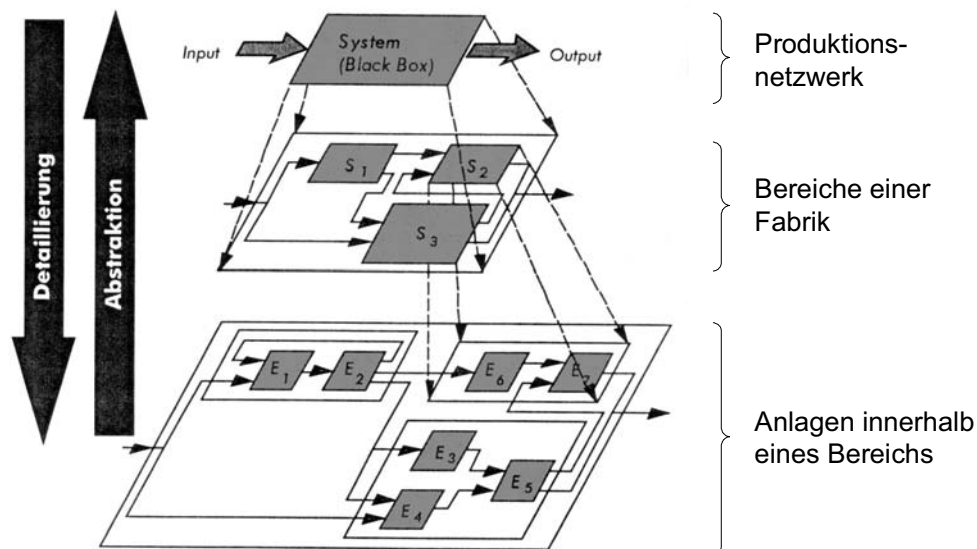 Input
System
(Black Box)
Output
Produktions-
netzwerk
Detaillierung
Abstraktion
S1
S2
S3
Bereiche einer
Fabrik
E1
E2
E6
E7
E3
E5
E4
Anlagen innerhalb
eines Bereichs